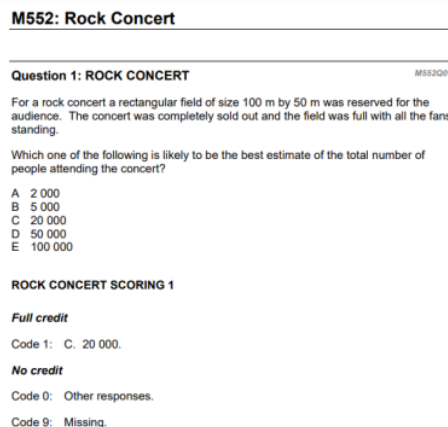 M552: Rock Concert
Question 1: ROCK CONCERT M552Q0
For a rock concert a rectangular field of size 100 m by 50 m was reserved for the
audience. The concert was completely sold out and the field was full with all the fans
standing.
Which one of the following is likely to be the best estimate of the total number of
people attending the concert?
A 2 000
B 5 000
C 20 000
D 50 000
E 100 000
ROCK CONCERT SCORING 1
Full credit
Code 1: C. 20 000.
No credit
Code 0: Other responses.
Code 9: Missing.